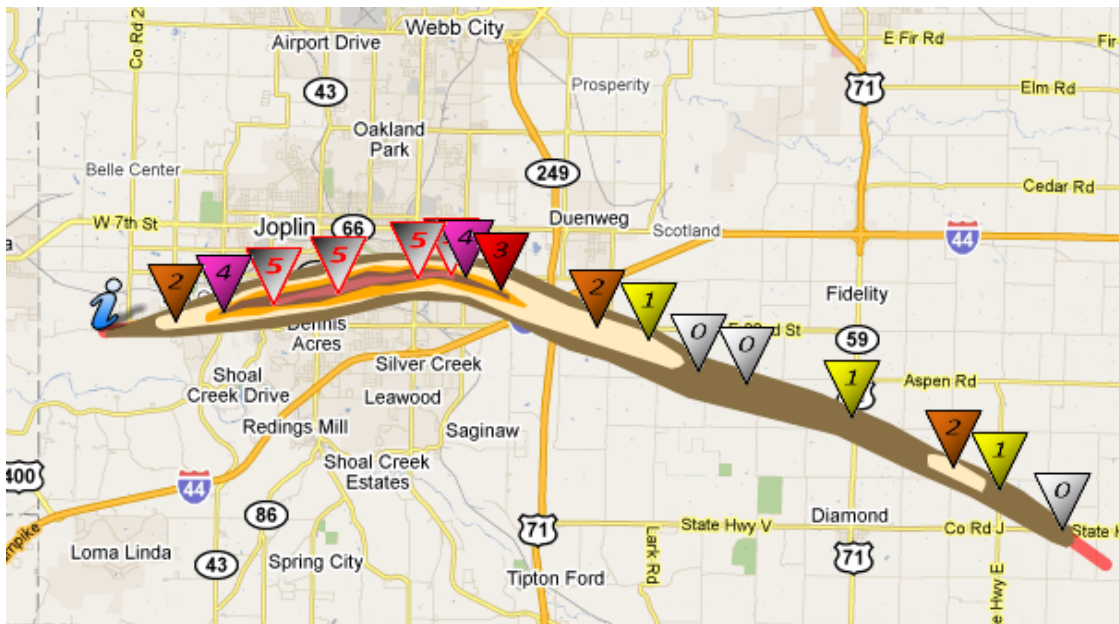 Webb City
E Fir Rd
Fir
Airport Drive
Co Rd 2
43
Prosperity
71
Elm Rd
Oakland
Park
Belle Center
249
Cedar Rd
W 7th St
Joplin
66
Duenweg
Scotland
44
5
5
4
3
2
4
5
5
2
1
Fidelity
0
0
59
Dennis
Acres
Silver Creek
Shoal
Creek Drive
Leawood
1
Aspen Rd
Redings Mill
Saginaw
2
1
Shoal Creek
Estates
400
44
0
86
71
State Hwy V
Diamond
Co Rd J
State
Loma Linda
43
Spring City
Tipton Ford
Lark Rd
71
e Hwy E